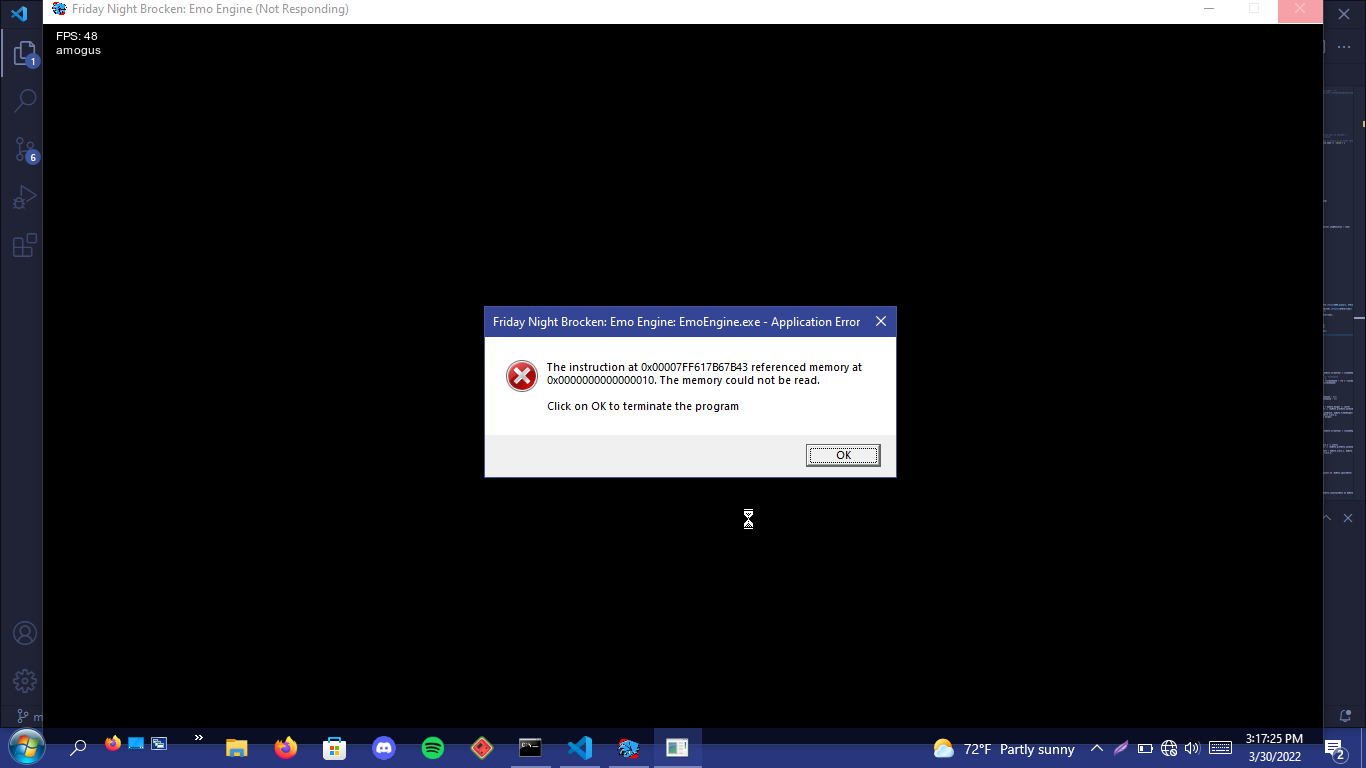 Friday Night Brocken: Emo Engine (Not Responding)
FPS: 48
amogus
1
6
Friday Night Brocken: Emo Engine: EmoEngine.exe - Application Error
The instruction at 0x00007FF617B67B43 referenced memory at
0x0000000000000010. The memory could not be read.
Click on OK to terminate the program
OK
m
72°F Partly sunny
3:17:25 PM
3/30/2022
2